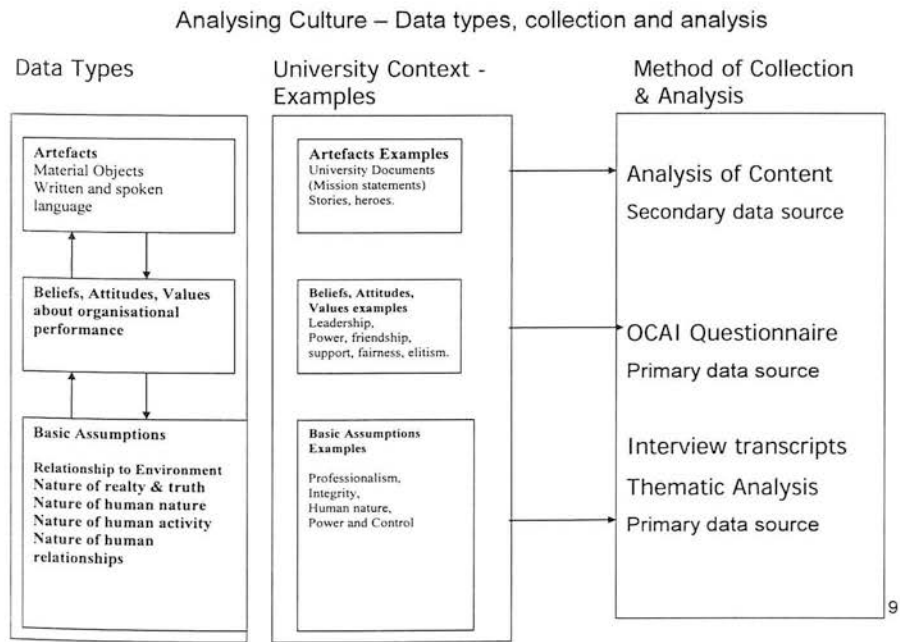 Analysing Culture – Data types, collection and analysis
Data Types
Artefacts
Material Objects
Written and spoken
language
Beliefs, Attitudes, Values
about organisational
performance
Basic Assumptions
Relationship to Environment
Nature of realty & truth
Nature of human nature
Nature of human activity
Nature of human
relationships
University Context -
Examples
Artefacts Examples
University Documents
(Mission statements)
Stories, heroes.
Beliefs, Attitudes,
Values examples
Leadership,
Power, friendship,
support, fairness, elitism.
Basic Assumptions
Examples
Professionalism,
Integrity,
Human nature,
Power and Control
Method of Collection
& Analysis
Analysis of Content
Secondary data source
OCAI Questionnaire
Primary data source
Interview transcripts
Thematic Analysis
Primary data source
9